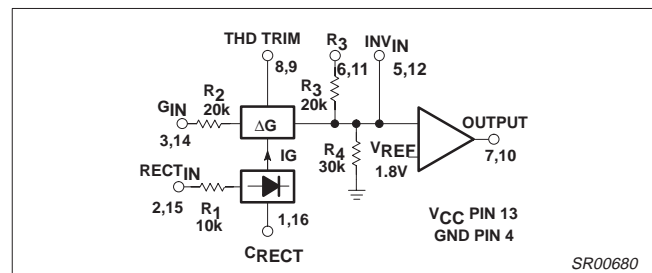 THD TRIM
8,9
R3
6,11
INVIN
5,12
R2
20k
R3
20k
GIN
3,14
ΔG
OUTPUT
7,10
IG
R4
30k
VREF
1.8V
RECTIN
2,15
R1
10k
1,16
CRECT
VCC PIN 13
GND PIN 4
SR00680